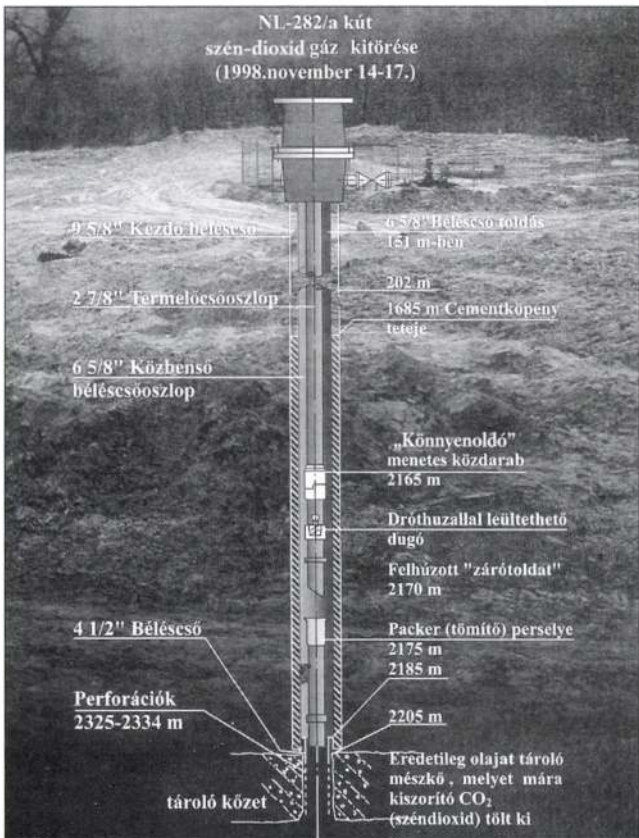 NL-282/a kút
szén-dioxid gáz kitörése
(1998.november 14-17.)
9 5/8" Kezdő béléscső
6 5/8"Béléscső toldás
151 m-ben
202 m
2 7/8" Termelőcsőoszlop
1685 m Cementköpeny
teteje
6 5/8" Közbenső
béléscsőoszlop
„Könnyenoldó”
menetes közdarab
2165 m
Dróthuzallal leültethető
dugó
Felhúzott "zárótoldat"
2170 m
4 1/2" Béléscső
Packer (tömítő) perselye
2175 m
2185 m
Perforációk
2325-2334 m
2205 m
tároló kőzet
Eredetileg olajat tároló
mészkő , melyet mára
kiszorító CO₂
(széndioxid) tölt ki